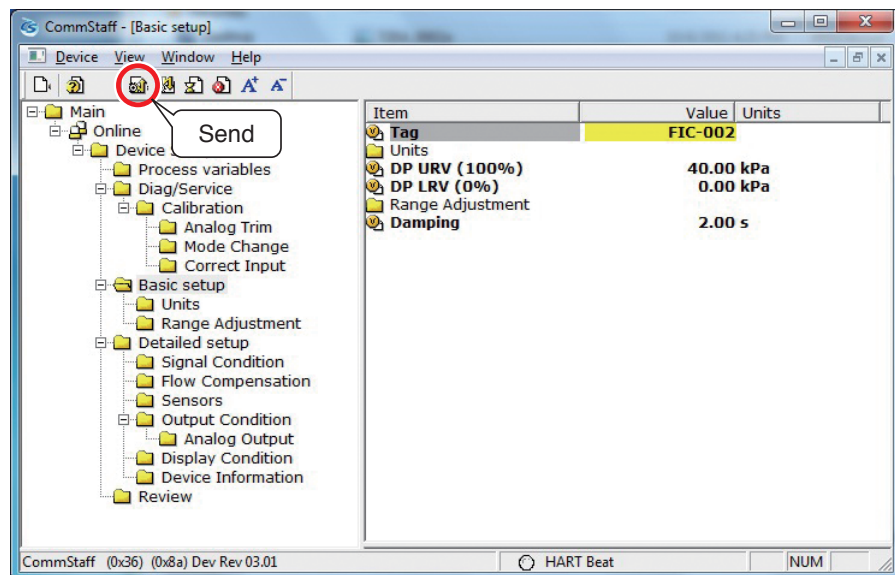 CommStaff - [Basic setup]
Device View Window Help
Send
Main
Online
Device
Process variables
Diag/Service
Calibration
Analog Trim
Mode Change
Correct Input
Basic setup
Units
Range Adjustment
Detailed setup
Signal Condition
Flow Compensation
Sensors
Output Condition
Analog Output
Display Condition
Device Information
Review
Item Value Units
Tag FIC-002
Units
DP URV (100%) 40.00 kPa
DP LRV (0%) 0.00 kPa
Range Adjustment
Damping 2.00 s
CommStaff (0x36) (0x8a) Dev Rev 03.01 HART Beat NUM